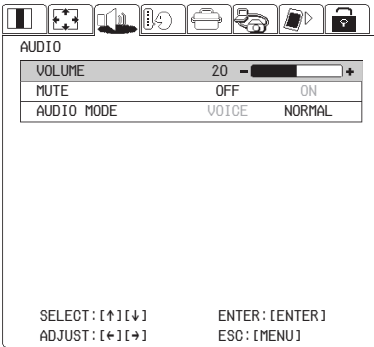 AUDIO
VOLUME 20 - +
MUTE OFF ON
AUDIO MODE VOICE NORMAL
SELECT:[↑][↓] ENTER:[ENTER]
ADJUST:[←][→] ESC:[MENU]